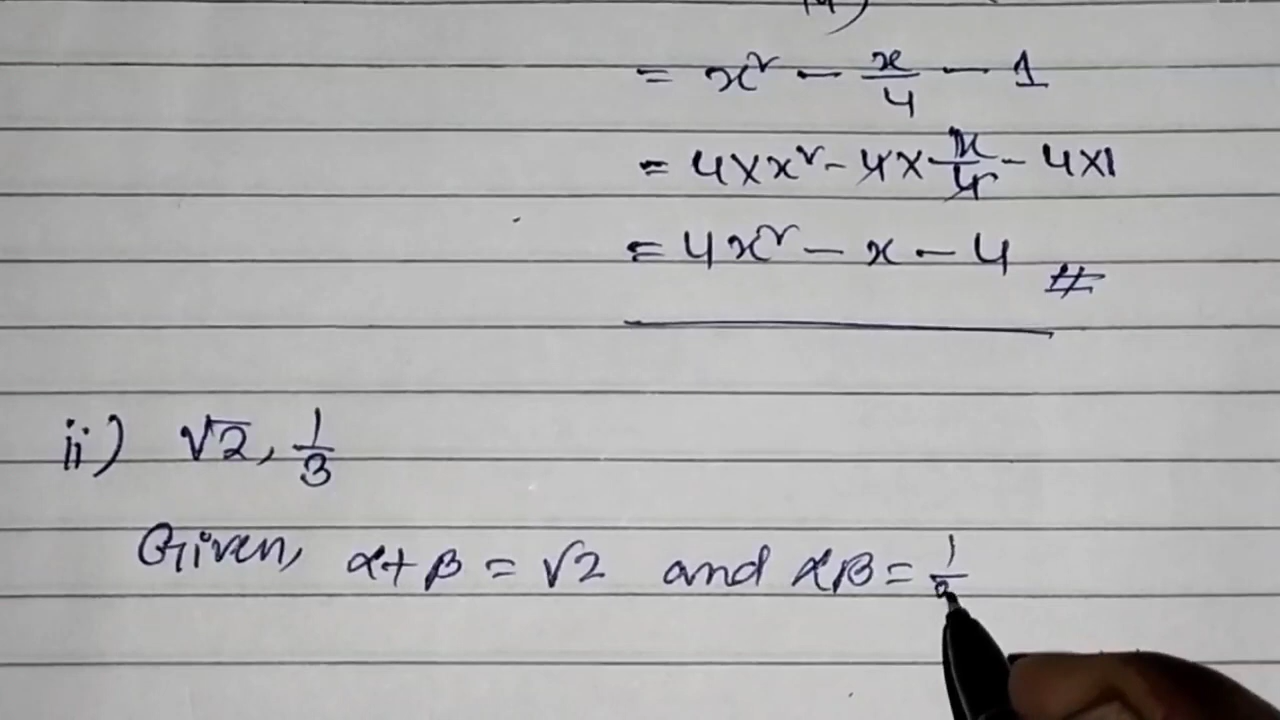 = x² - x/4 - 1
= 4×x² - 4× x/4 - 4×1
= 4x² - x - 4 #
ii) √2, 1/3
Given, α+β = √2 and αβ = 1/3